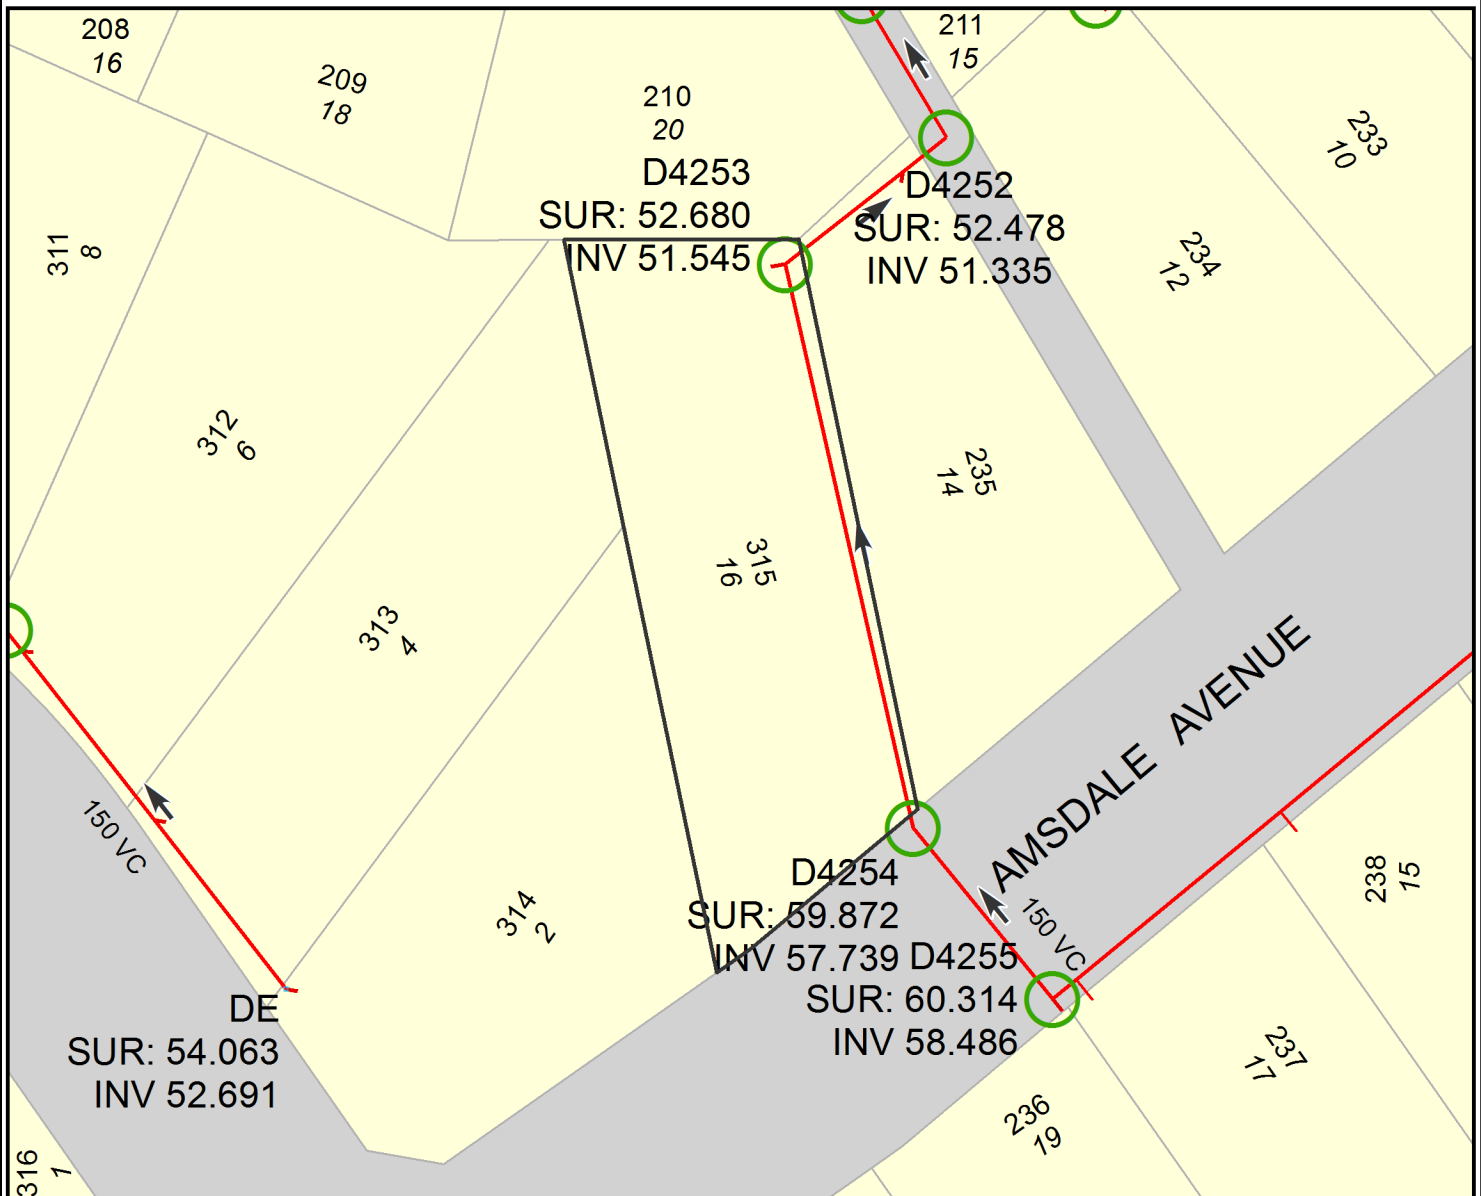 208
16
209
18
210
20
211
15
233
10
D4253
SUR: 52.680
INV 51.545
D4252
SUR: 52.478
INV 51.335
234
12
311
8
312
6
235
14
315
16
313
4
AMSDALE AVENUE
150 VC
314
2
D4254
SUR: 59.872
INV 57.739
150 VC
D4255
SUR: 60.314
INV 58.486
238
15
DE
SUR: 54.063
INV 52.691
237
17
236
19
316
1